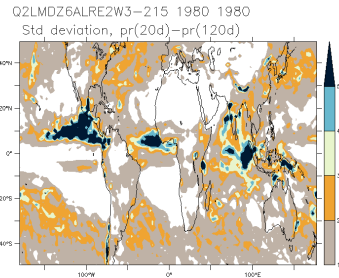 Q2LMDZ6ALRE2W3-215 1980 1980
Std deviation, pr(20d)-pr(120d)
40°N
20°N
0°
20°S
40°S
100°W 0° 100°E
5
4
3
2
1